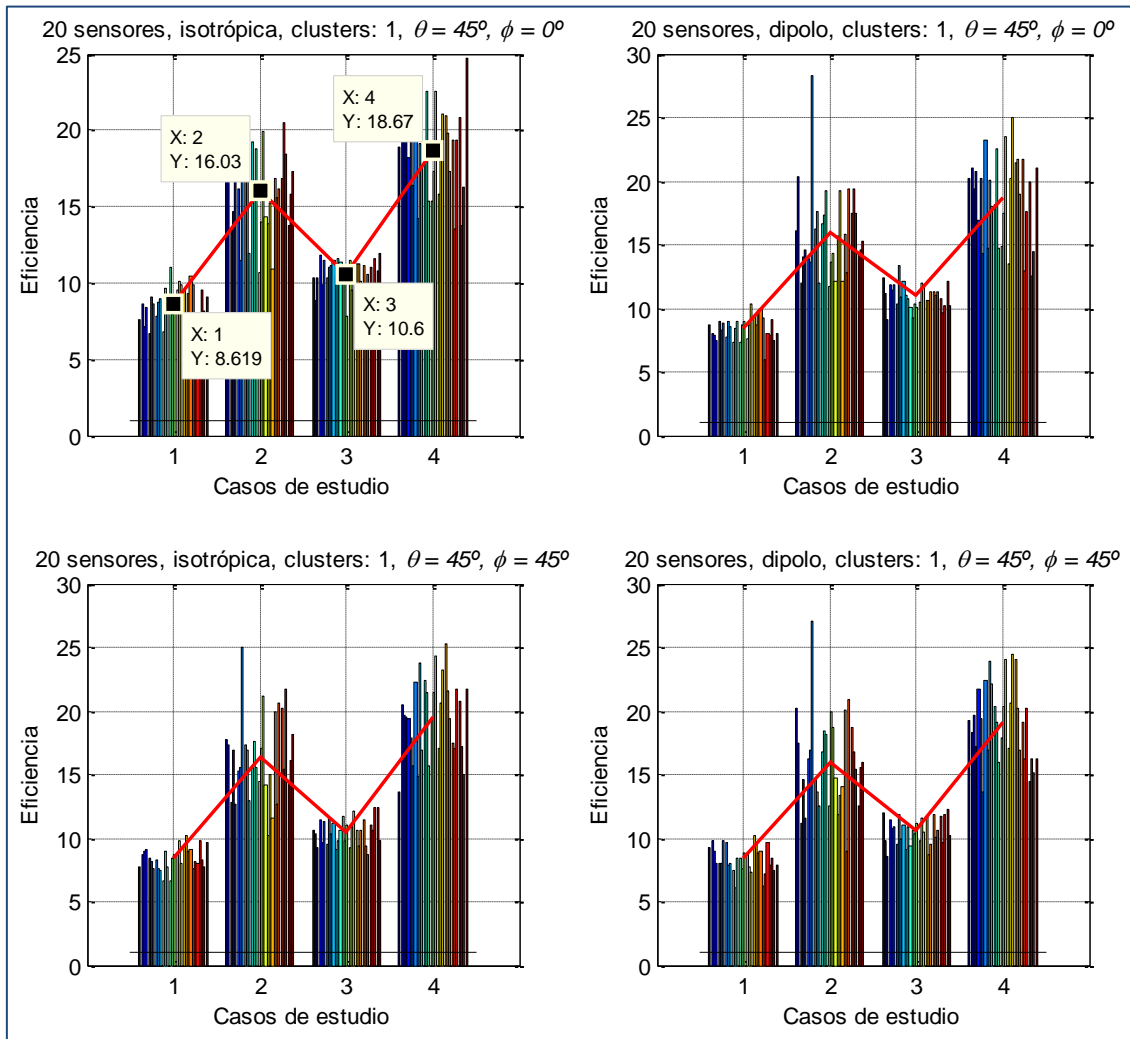 20 sensores, isotrópica, clusters: 1, θ = 45º, ϕ = 0º
25
20
15
10
5
0
Eficiencia
X: 2
Y: 16.03
X: 4
Y: 18.67
X: 1
Y: 8.619
X: 3
Y: 10.6
1 2 3 4
Casos de estudio
20 sensores, dipolo, clusters: 1, θ = 45º, ϕ = 0º
30
25
20
15
10
5
0
Eficiencia
1 2 3 4
Casos de estudio
20 sensores, isotrópica, clusters: 1, θ = 45º, ϕ = 45º
30
25
20
15
10
5
0
Eficiencia
1 2 3 4
Casos de estudio
20 sensores, dipolo, clusters: 1, θ = 45º, ϕ = 45º
30
25
20
15
10
5
0
Eficiencia
1 2 3 4
Casos de estudio